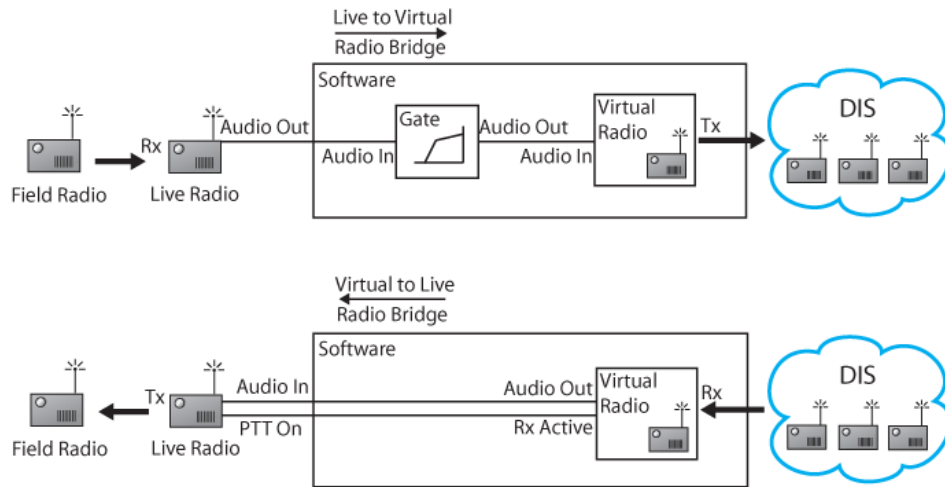 Live to Virtual
Radio Bridge
Software
DIS
Gate
Virtual
Radio
Tx
Rx
Audio Out
Audio In
Audio Out
Audio In
Field Radio
Live Radio
Virtual to Live
Radio Bridge
Software
DIS
Virtual
Radio
Rx
Tx
Audio In
Audio Out
PTT On
Rx Active
Field Radio
Live Radio